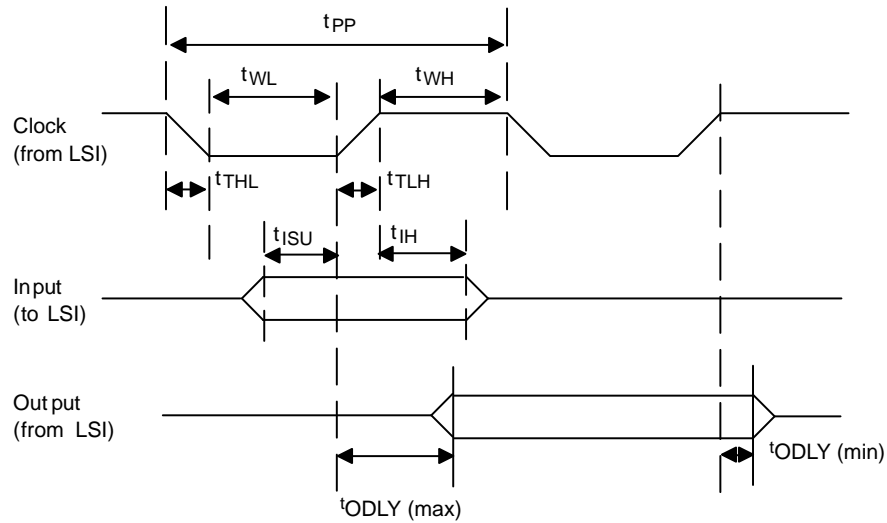 tPP
tWL
tWH
Clock
(from LSI)
tTHL
tTLH
tISU
tIH
Input
(to LSI)
Output
(from LSI)
tODLY (min)
tODLY (max)